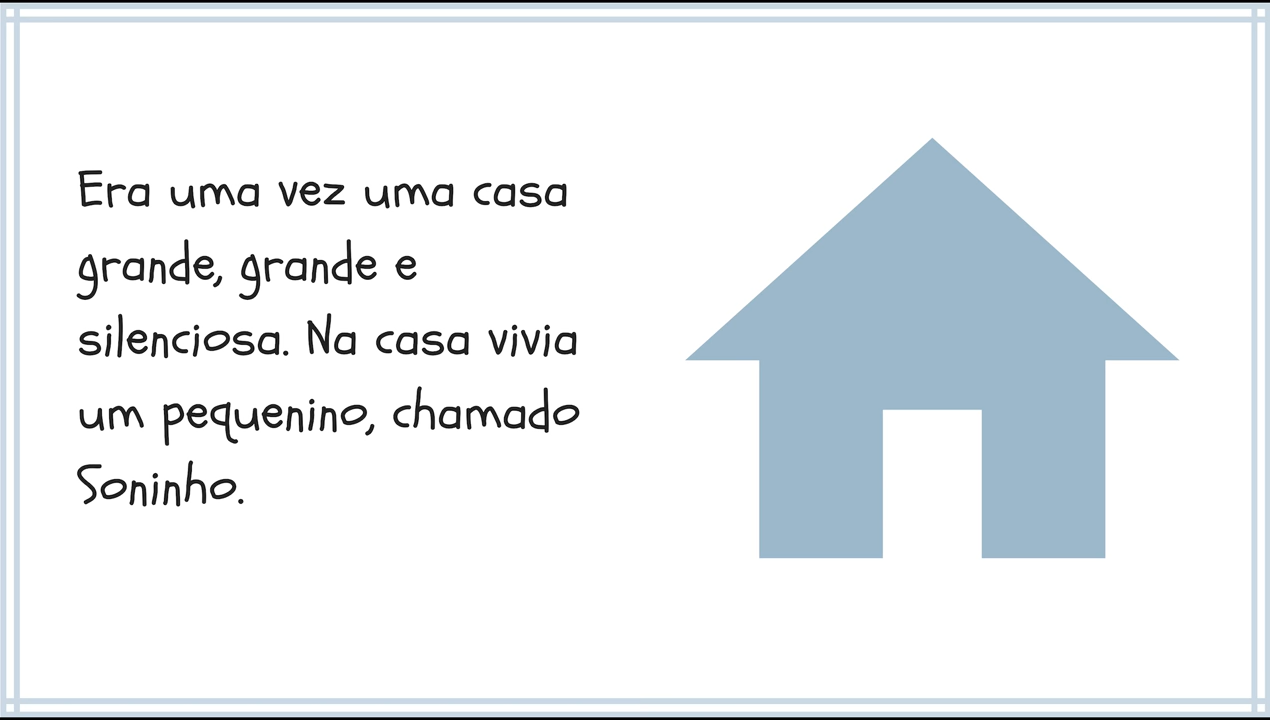 Era uma vez uma casa
grande, grande e
silenciosa. Na casa vivia
um pequenino, chamado
Soninho.